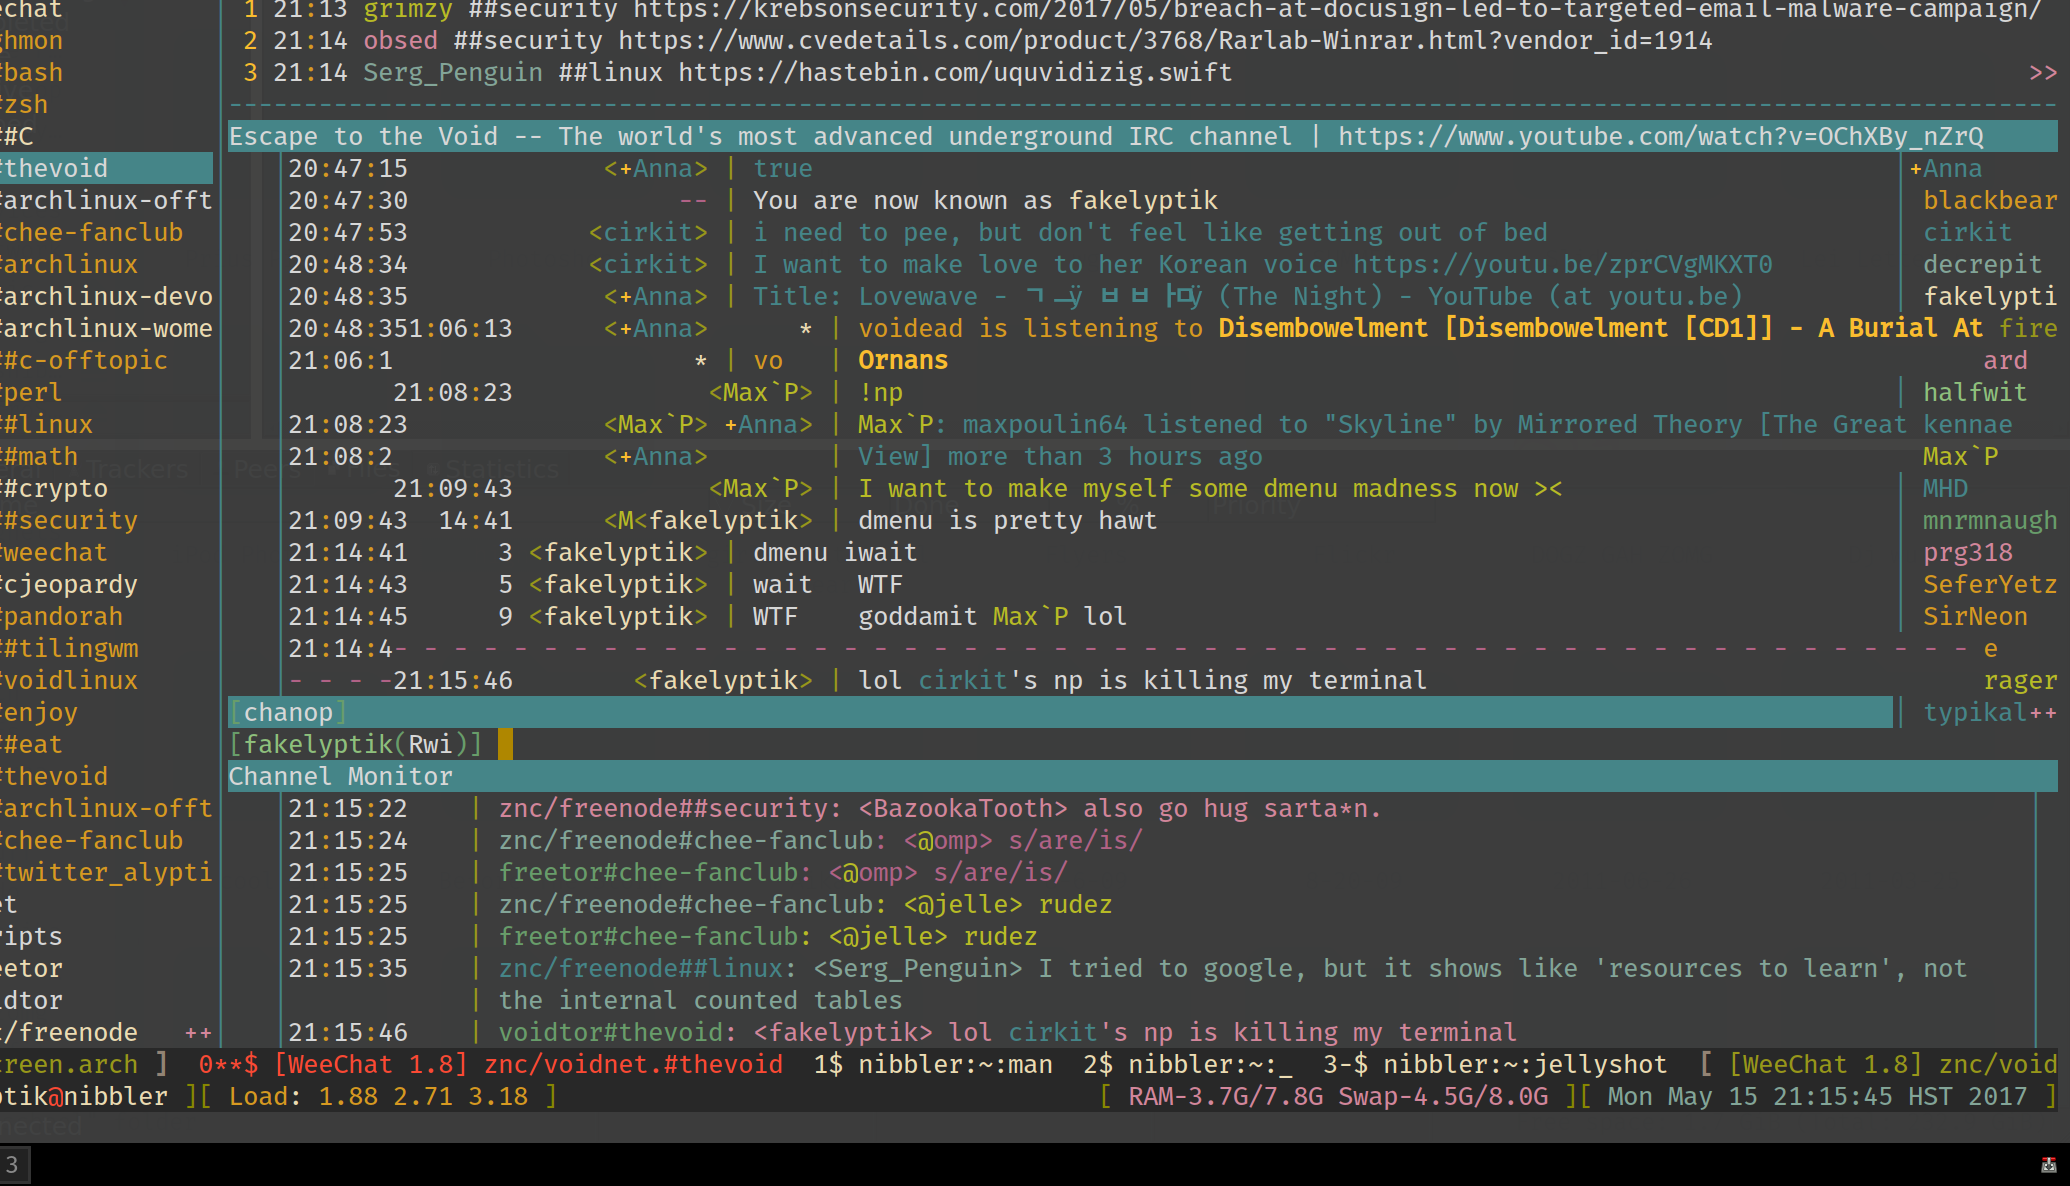 echat 1 21:13 grimzy ##security https://krebsonsecurity.com/2017/05/breach-at-docusign-led-to-targeted-email-malware-campaign/
ghmon 2 21:14 obsed ##security https://www.cvedetails.com/product/3768/Rarlab-Winrar.html?vendor_id=1914
#bash 3 21:14 Serg_Penguin ##linux https://hastebin.com/uquvidizig.swift >>
#zsh
##C Escape to the Void -- The world's most advanced underground IRC channel | https://www.youtube.com/watch?v=OChXBy_nZrQ
#thevoid 20:47:15 <+Anna> | true +Anna
#archlinux-offt 20:47:30 -- | You are now known as fakelyptik blackbear
#chee-fanclub 20:47:53 <cirkit> | i need to pee, but don't feel like getting out of bed cirkit
#archlinux 20:48:34 <cirkit> | I want to make love to her Korean voice https://youtu.be/zprCVgMKXT0 decrepit
#archlinux-devo 20:48:35 <+Anna> | Title: Lovewave - (The Night) - YouTube (at youtu.be) fakelypti
#archlinux-wome 20:48:351:06:13 <+Anna> * | voidead is listening to Disembowelment [Disembowelment [CD1]] - A Burial At fire
##c-offtopic 21:06:1 * | vo | Ornans ard
#perl 21:08:23 <Max`P> | !np | halfwit
##linux 21:08:23 <Max`P> +Anna> | Max`P: maxpoulin64 listened to "Skyline" by Mirrored Theory [The Great kennae
##math 21:08:2 <+Anna> | View] more than 3 hours ago Max`P
##crypto 21:09:43 <Max`P> | I want to make myself some dmenu madness now >< | MHD
##security 21:09:43 14:41 <M<fakelyptik> | dmenu is pretty hawt | mnrmnaugh
#weechat 21:14:41 3 <fakelyptik> | dmenu iwait | prg318
#cjeopardy 21:14:43 5 <fakelyptik> | wait WTF | SeferYetz
#pandorah 21:14:45 9 <fakelyptik> | WTF goddamit Max`P lol | SirNeon
##tilingwm 21:14:4- - - - - - - - - - - - - - - - - - - - - - - - - - - - - - - - - - - - - - - - - - - - - - - - - - - - - e
#voidlinux - - - -21:15:46 <fakelyptik> | lol cirkit's np is killing my terminal rager
#enjoy [chanop] | typikal++
##eat [fakelyptik(Rwi)]
#thevoid Channel Monitor
#archlinux-offt 21:15:22 | znc/freenode##security: <BazookaTooth> also go hug sarta*n.
#chee-fanclub 21:15:24 | znc/freenode#chee-fanclub: <@omp> s/are/is/
#twitter_alypti 21:15:25 | freetor#chee-fanclub: <@omp> s/are/is/
et 21:15:25 | znc/freenode#chee-fanclub: <@jelle> rudez
ripts 21:15:25 | freetor#chee-fanclub: <@jelle> rudez
eetor 21:15:35 | znc/freenode##linux: <Serg_Penguin> I tried to google, but it shows like 'resources to learn', not
idtor | the internal counted tables
c/freenode ++ 21:15:46 | voidtor#thevoid: <fakelyptik> lol cirkit's np is killing my terminal
creen.arch ] 0**$ [WeeChat 1.8] znc/voidnet.#thevoid 1$ nibbler:~:man 2$ nibbler:~:_ 3-$ nibbler:~:jellyshot [ [WeeChat 1.8] znc/void
ptik@nibbler ][ Load: 1.88 2.71 3.18 ] [ RAM-3.7G/7.8G Swap-4.5G/8.0G ][ Mon May 15 21:15:45 HST 2017 ]
3